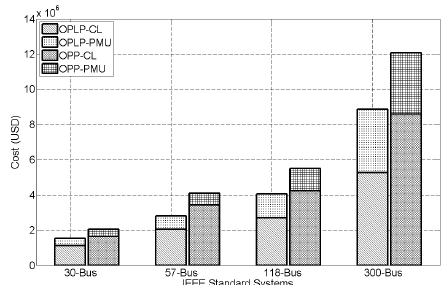 14 x 10^6
OPLP-CL
OPLP-PMU
OPP-CL
OPP-PMU
12
10
8
6
4
2
0
Cost (USD)
30-Bus 57-Bus 118-Bus 300-Bus
IEEE Standard Systems